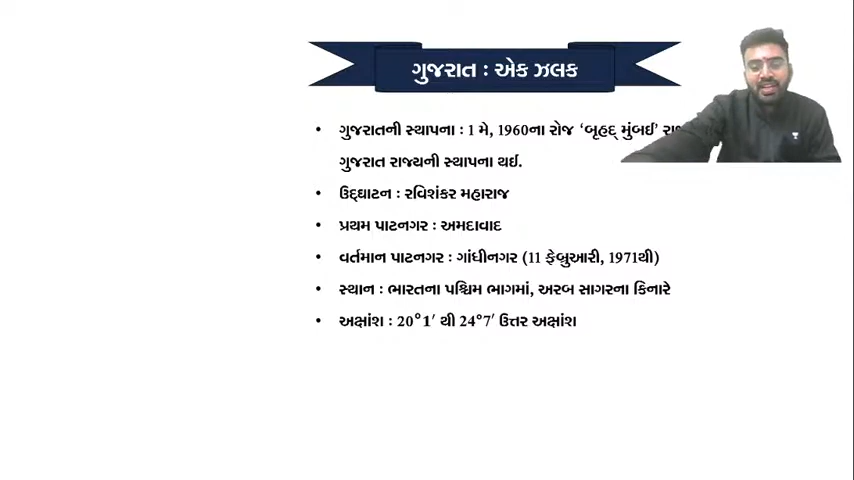 ગુજરાત : એક ઝલક
• ગુજરાતની સ્થાપના : 1 મે, 1960ના રોજ ‘બૃહદ્ મુંબઈ’
ગુજરાત રાજ્યની સ્થાપના થઈ.
• ઉદ્‌ઘાટન : રવિશંકર મહારાજ
• પ્રથમ પાટનગર : અમદાવાદ
• વર્તમાન પાટનગર : ગાંધીનગર (11 ફેબ્રુઆરી, 1971થી)
• સ્થાન : ભારતના પશ્ચિમ ભાગમાં, અરબ સાગરના કિનારે
• અક્ષાંશ : 20°1′ થી 24°7′ ઉત્તર અક્ષાંશ